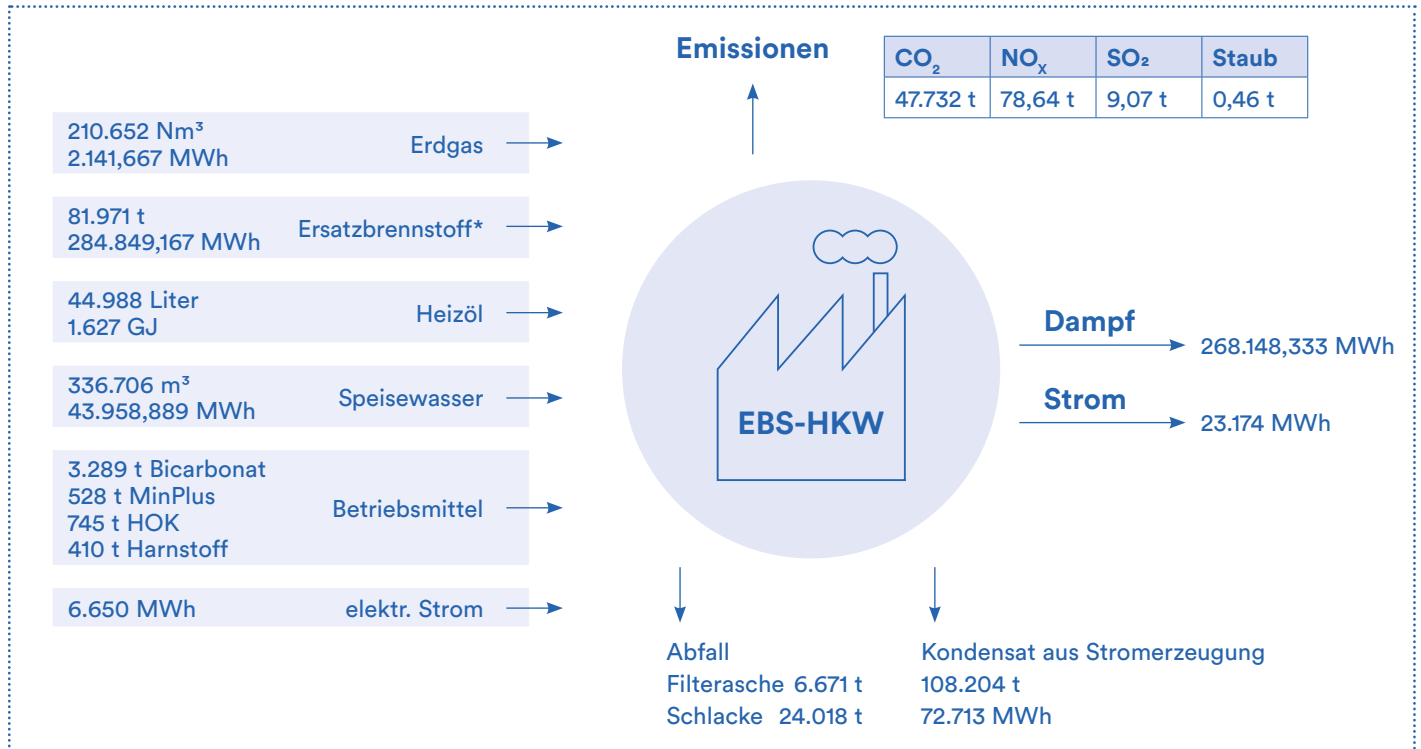 Emissionen
CO₂ NOₓ SO₂ Staub
47.732 t 78,64 t 9,07 t 0,46 t
210.652 Nm³
2.141,667 MWh
Erdgas
81.971 t
284.849,167 MWh
Ersatzbrennstoff*
44.988 Liter
1.627 GJ
Heizöl
336.706 m³
43.958,889 MWh
Speisewasser
3.289 t Bicarbonat
528 t MinPlus
745 t HOK
410 t Harnstoff
Betriebsmittel
6.650 MWh
elektr. Strom
EBS-HKW
Dampf
268.148,333 MWh
Strom
23.174 MWh
Abfall
Filterasche 6.671 t
Schlacke 24.018 t
Kondensat aus Stromerzeugung
108.204 t
72.713 MWh